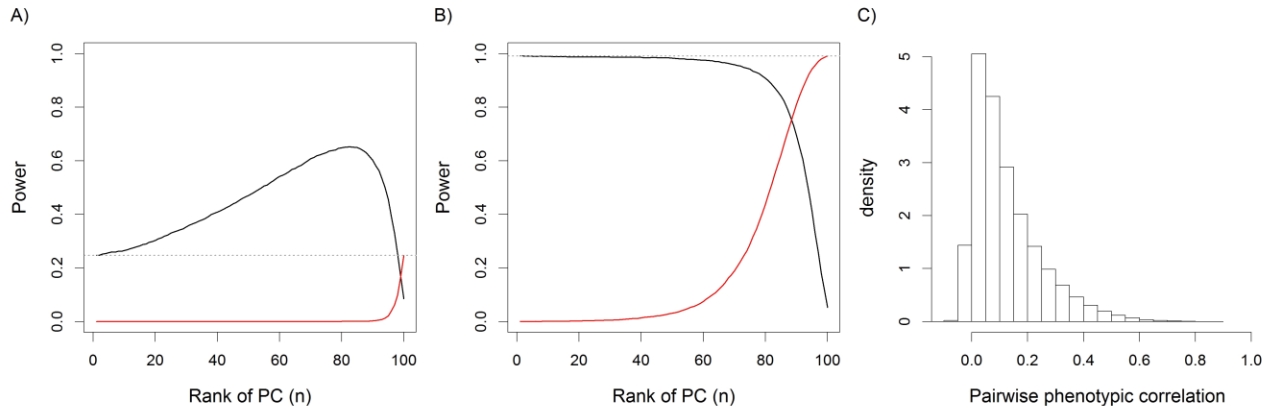 A)
Power
0.0 0.2 0.4 0.6 0.8 1.0
0 20 40 60 80 100
Rank of PC (n)
B)
Power
0.0 0.2 0.4 0.6 0.8 1.0
0 20 40 60 80 100
Rank of PC (n)
C)
density
0 1 2 3 4 5
0.0 0.2 0.4 0.6 0.8 1.0
Pairwise phenotypic correlation